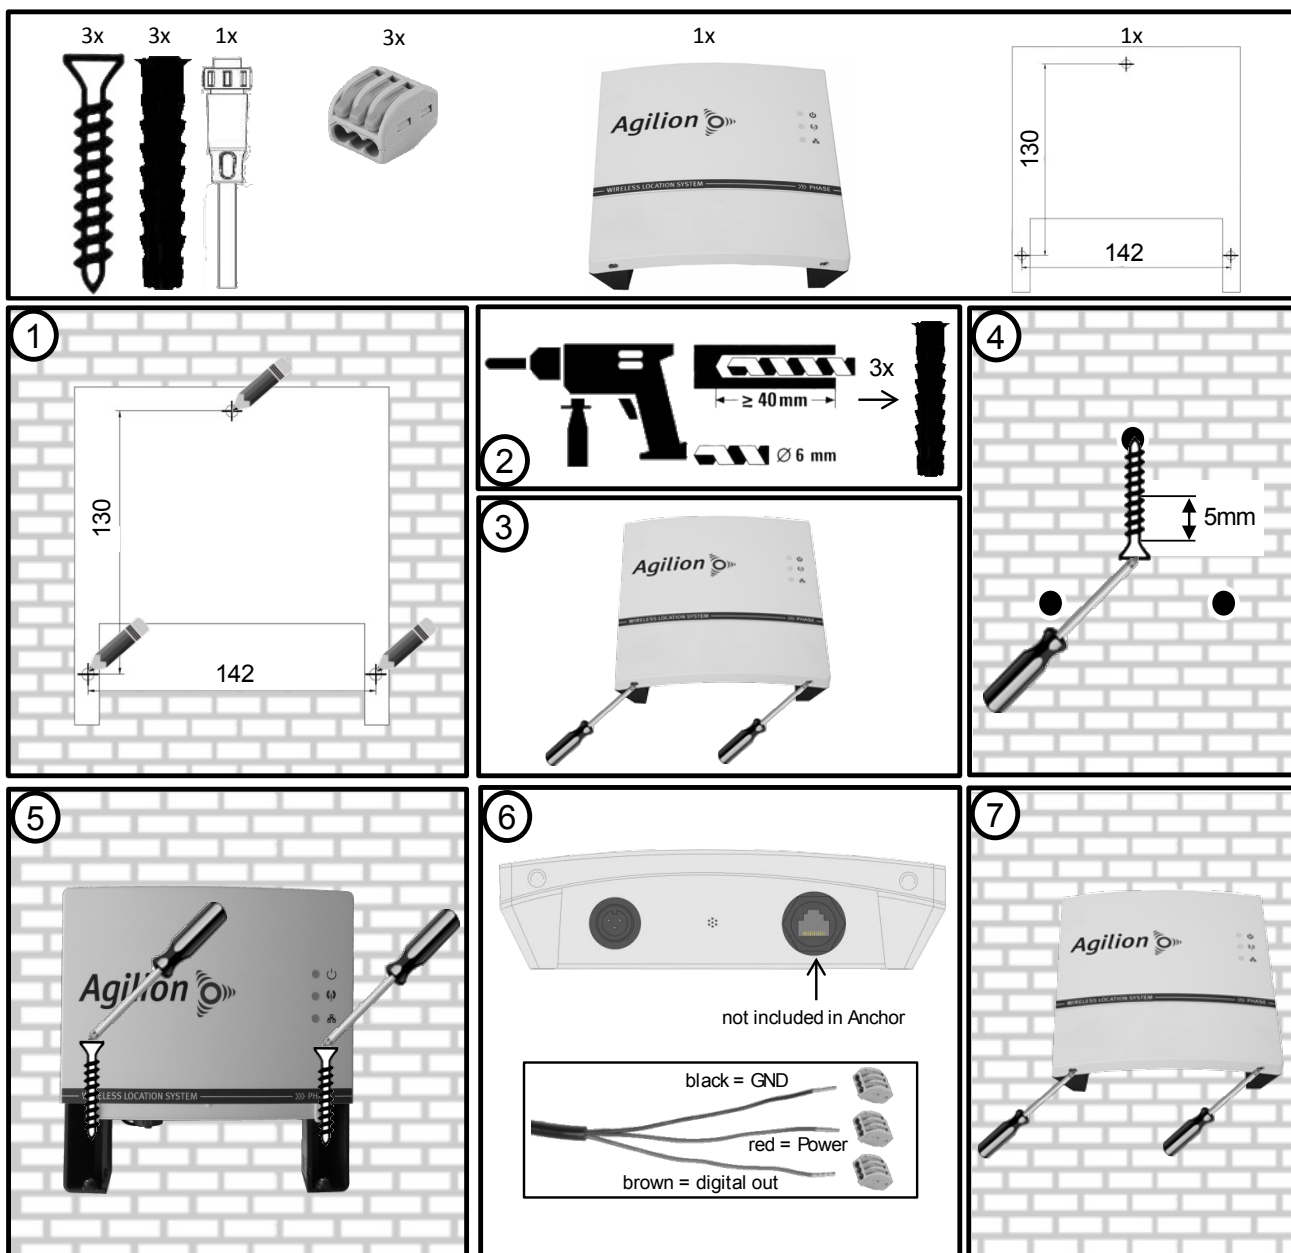 3x 3x 1x 3x 1x 1x
Agilion
WIRELESS LOCATION SYSTEM >>> PHASE
130
142
1
130
142
2
≥ 40mm
3x
Ø 6 mm
3
Agilion
WIRELESS LOCATION SYSTEM >>> PHASE
4
5mm
5
Agilion
WIRELESS LOCATION SYSTEM >>> PH
6
not included in Anchor
black = GND
red = Power
brown = digital out
7
Agilion
WIRELESS LOCATION SYSTEM >>> PHASE